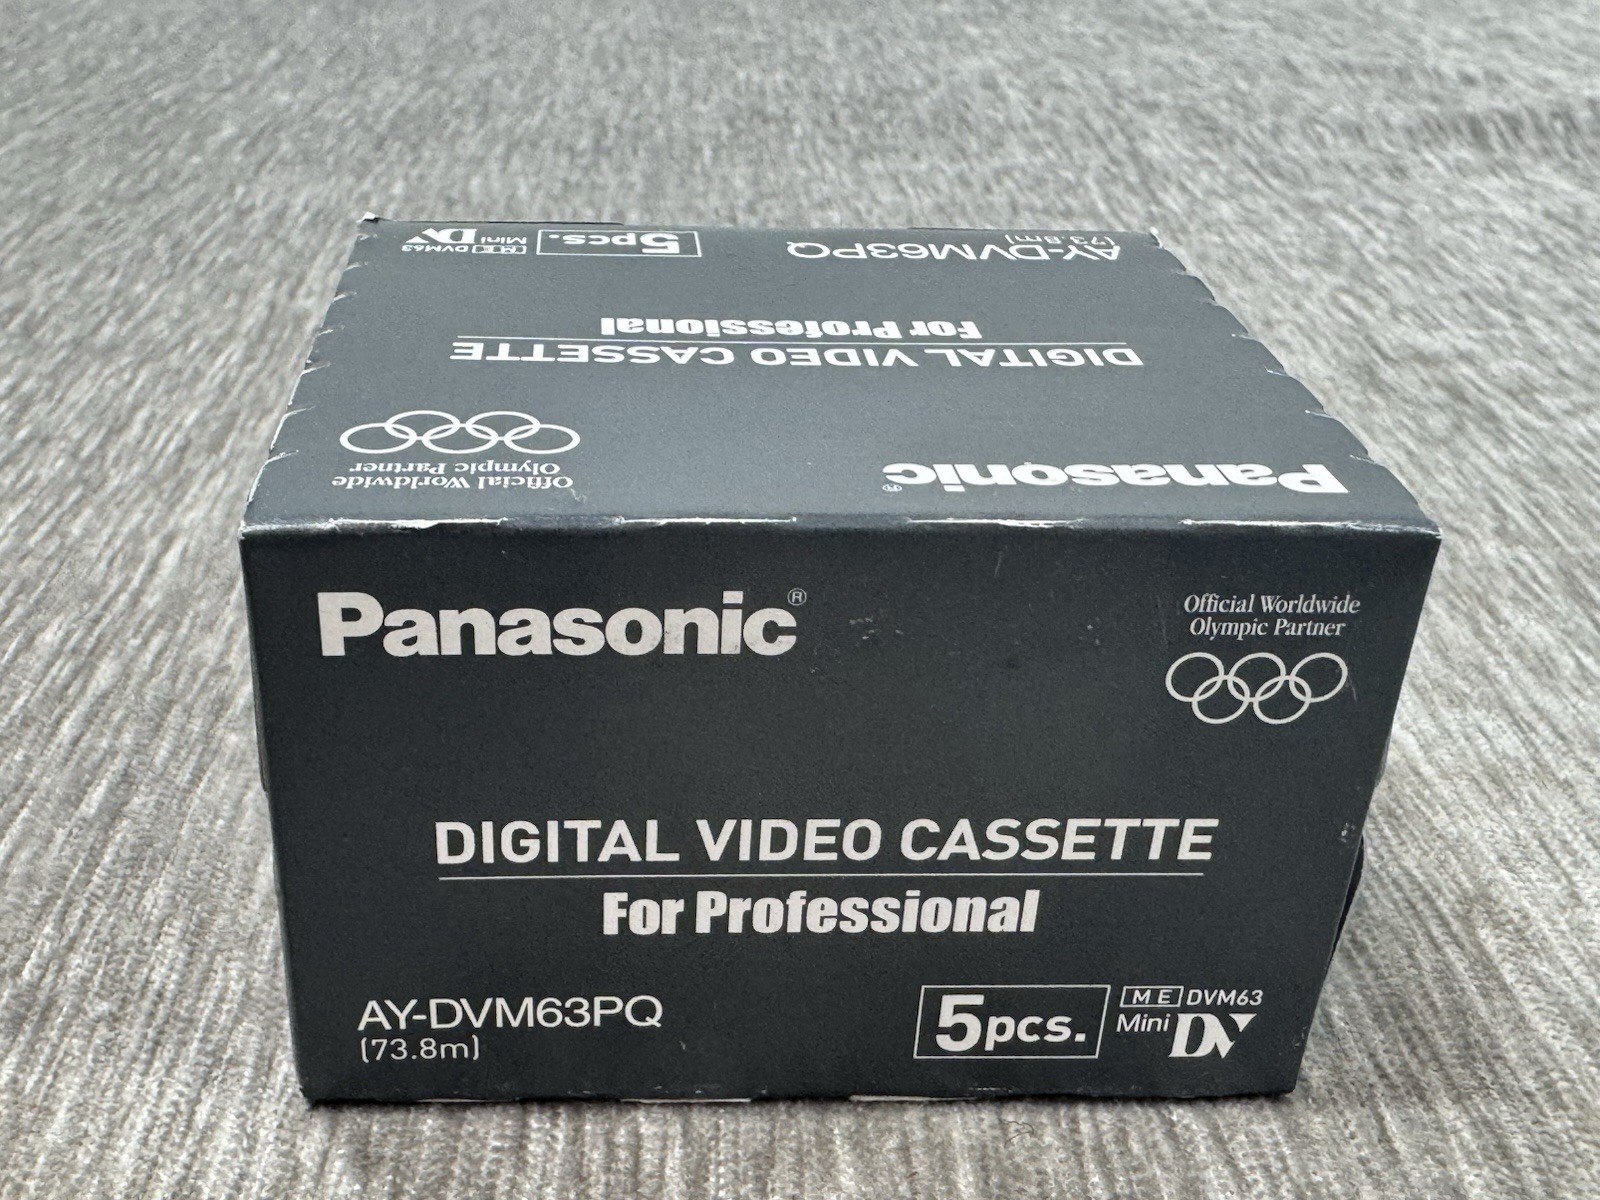 AY-DVM63PQ
(73.8m)
5pcs.
ME DVM63
Mini DV
For Professional
DIGITAL VIDEO CASSETTE
Official Worldwide
Olympic Partner
Panasonic®
Panasonic®
Official Worldwide
Olympic Partner
DIGITAL VIDEO CASSETTE
For Professional
AY-DVM63PQ
(73.8m)
5pcs.
ME DVM63
Mini DV